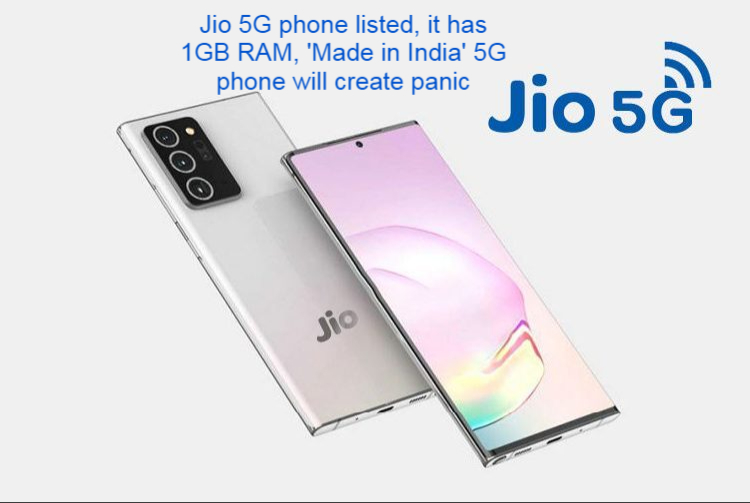 Jio 5G phone listed, it has
1GB RAM, 'Made in India' 5G
phone will create panic
Jio 5G
Jio